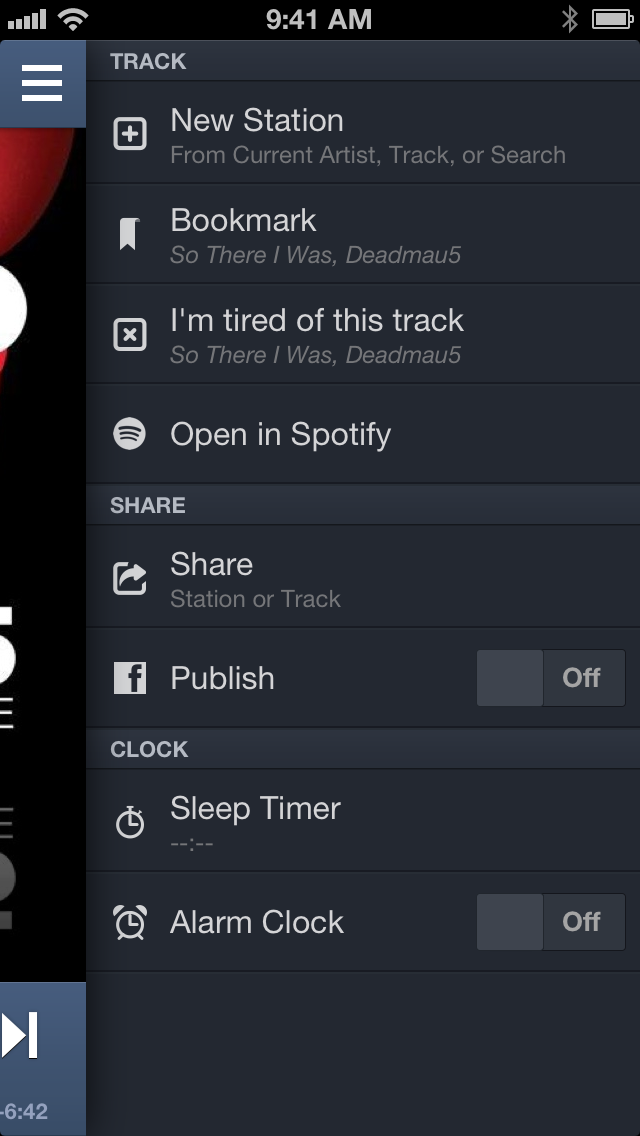 9:41 AM
TRACK
New Station
From Current Artist, Track, or Search
Bookmark
So There I Was, Deadmau5
I'm tired of this track
So There I Was, Deadmau5
Open in Spotify
SHARE
Share
Station or Track
Publish
Off
CLOCK
Sleep Timer
--:--
Alarm Clock
Off
-6:42